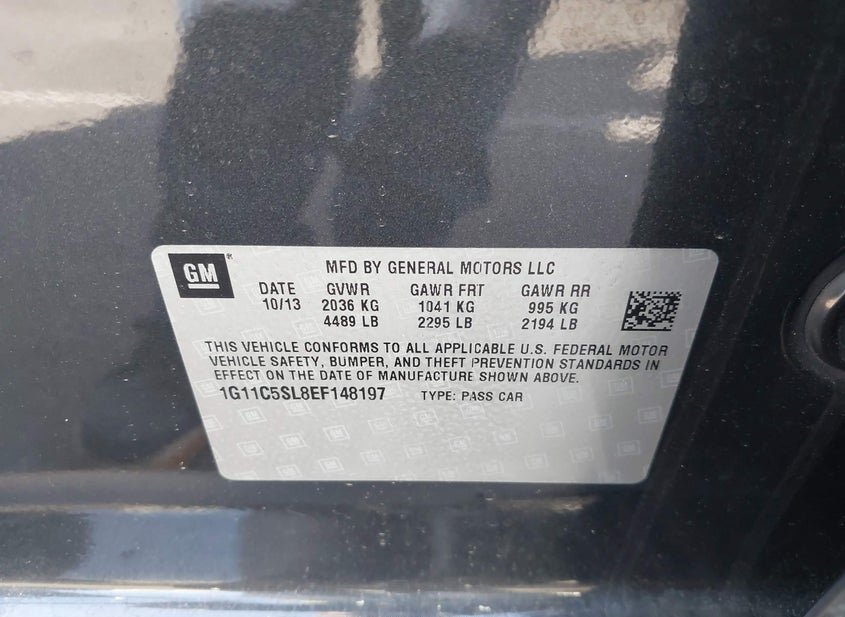 GM
MFD BY GENERAL MOTORS LLC
DATE GVWR GAWR FRT GAWR RR
10/13 2036 KG 1041 KG 995 KG
4489 LB 2295 LB 2194 LB
THIS VEHICLE CONFORMS TO ALL APPLICABLE U.S. FEDERAL MOTOR
VEHICLE SAFETY, BUMPER, AND THEFT PREVENTION STANDARDS IN
EFFECT ON THE DATE OF MANUFACTURE SHOWN ABOVE.
1G11C5SL8EF148197 TYPE: PASS CAR